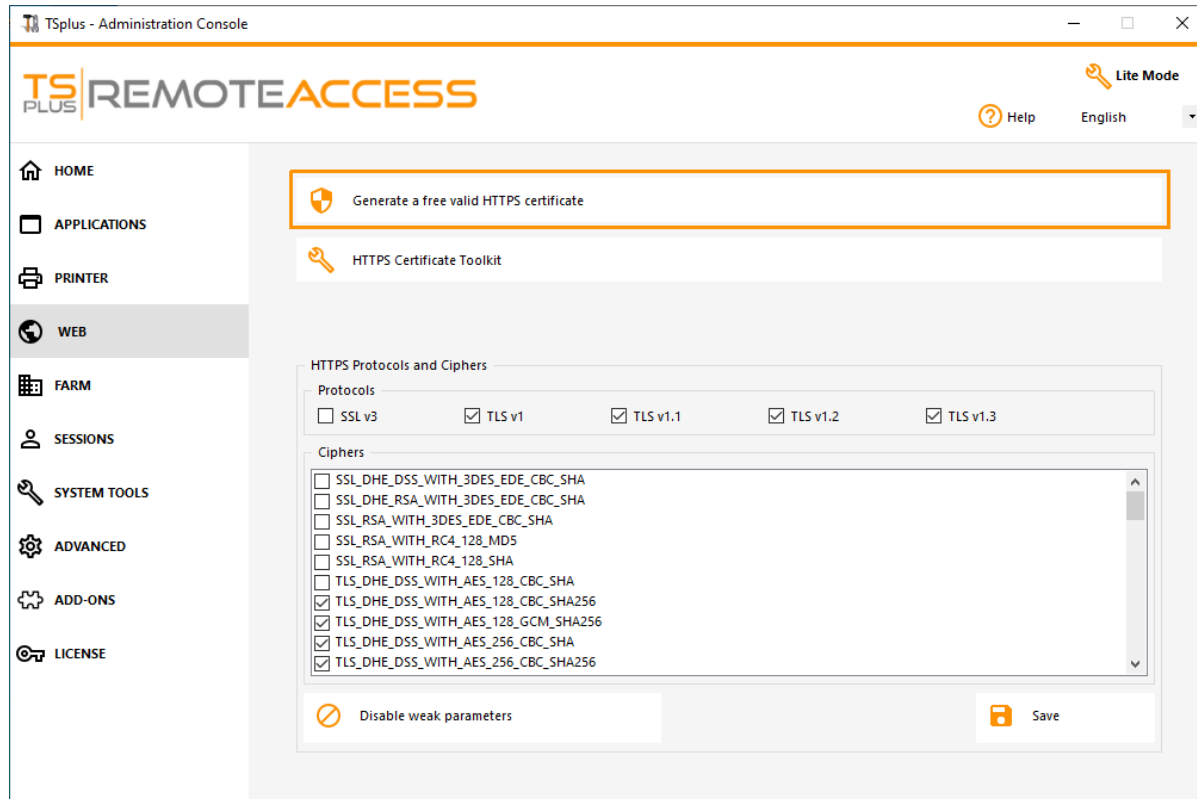 TSplus - Administration Console
TS PLUS REMOTEACCESS
Lite Mode
Help English
HOME
APPLICATIONS
PRINTER
WEB
FARM
SESSIONS
SYSTEM TOOLS
ADVANCED
ADD-ONS
LICENSE
Generate a free valid HTTPS certificate
HTTPS Certificate Toolkit
HTTPS Protocols and Ciphers
Protocols
SSL v3 TLS v1 TLS v1.1 TLS v1.2 TLS v1.3
Ciphers
SSL_DHE_DSS_WITH_3DES_EDE_CBC_SHA
SSL_DHE_RSA_WITH_3DES_EDE_CBC_SHA
SSL_RSA_WITH_3DES_EDE_CBC_SHA
SSL_RSA_WITH_RC4_128_MD5
SSL_RSA_WITH_RC4_128_SHA
TLS_DHE_DSS_WITH_AES_128_CBC_SHA
TLS_DHE_DSS_WITH_AES_128_CBC_SHA256
TLS_DHE_DSS_WITH_AES_128_GCM_SHA256
TLS_DHE_DSS_WITH_AES_256_CBC_SHA
TLS_DHE_DSS_WITH_AES_256_CBC_SHA256
Disable weak parameters
Save